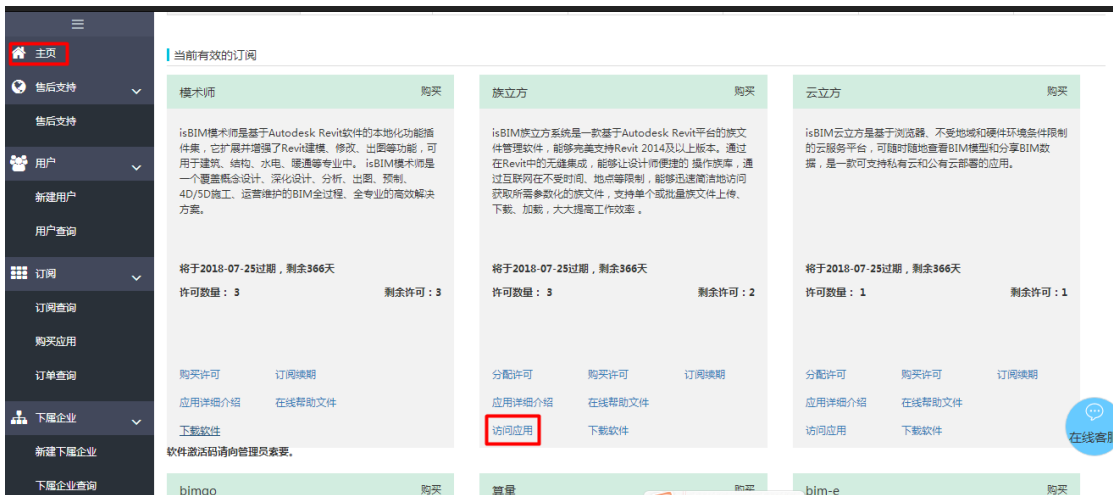 主页
售后支持
售后支持
用户
新建用户
用户查询
订阅
订阅查询
购买应用
订单查询
下属企业
新建下属企业
下属企业查询
当前有效的订阅
模术师 购买
isBIM模术师是基于Autodesk Revit软件的本地化功能插
件集，它扩展并增强了Revit建模、修改、出图等功能，可
用于建筑、结构、水电、暖通等专业中。 isBIM模术师是
一个覆盖概念设计、深化设计、分析、出图、预制、
4D/5D施工、运营维护的BIM全过程、全专业的高效解决
方案。
将于2018-07-25过期，剩余366天
许可数量： 3 剩余许可：3
购买许可 订阅续期
应用详细介绍 在线帮助文件
下载软件
软件激活码请向管理员索要。
族立方 购买
isBIM族立方系统是一款基于Autodesk Revit平台的族文
件管理软件，能够完美支持Revit 2014及以上版本。通过
在Revit中的无缝集成，能够让设计师便捷的 操作族库，通
过互联网在不受时间、地点等限制，能够迅速简洁地访问
获取所需参数化的族文件，支持单个或批量族文件上传、
下载、加载，大大提高工作效率 。
将于2018-07-25过期，剩余366天
许可数量： 3 剩余许可：2
分配许可 购买许可 订阅续期
应用详细介绍 在线帮助文件
访问应用 下载软件
云立方 购买
isBIM云立方是基于浏览器、不受地域和硬件环境条件限制
的云服务平台，可随时随地查看BIM模型和分享BIM数
据，是一款可支持私有云和公有云部署的应用。
将于2018-07-25过期，剩余366天
许可数量： 1 剩余许可：1
分配许可 购买许可 订阅续期
应用详细介绍 在线帮助文件
访问应用 下载软件
在线客服
bimgo 购买
算量 购买
bim-e 购买